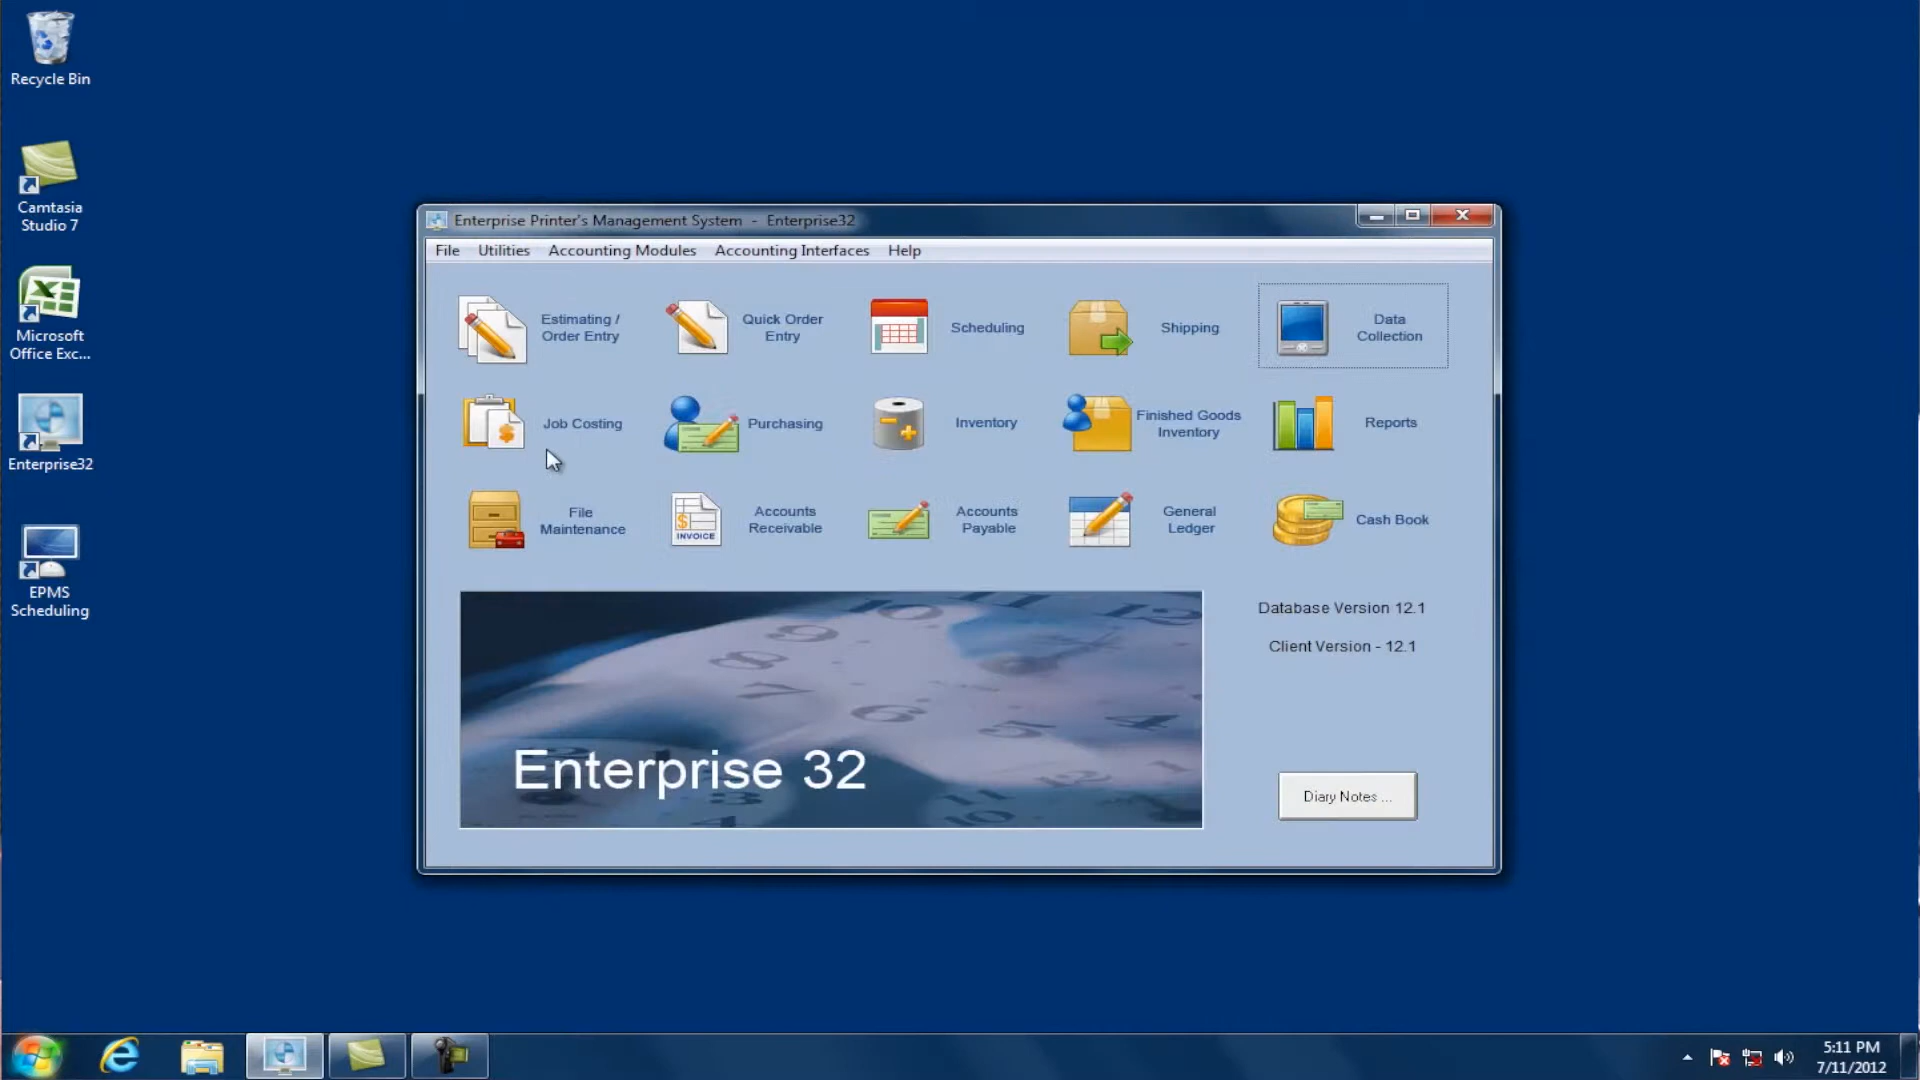 Recycle Bin
Camtasia
Studio 7
Microsoft
Office Exc...
Enterprise32
EPMS
Scheduling
Enterprise Printer's Management System - Enterprise32
File Utilities Accounting Modules Accounting Interfaces Help
Estimating /
Order Entry
Quick Order
Entry
Scheduling
Shipping
Data
Collection
Job Costing
Purchasing
Inventory
Finished Goods
Inventory
Reports
File
Maintenance
INVOICE
Accounts
Receivable
Accounts
Payable
General
Ledger
Cash Book
Enterprise 32
Database Version 12.1
Client Version - 12.1
Diary Notes ...
5:11 PM
7/11/2012